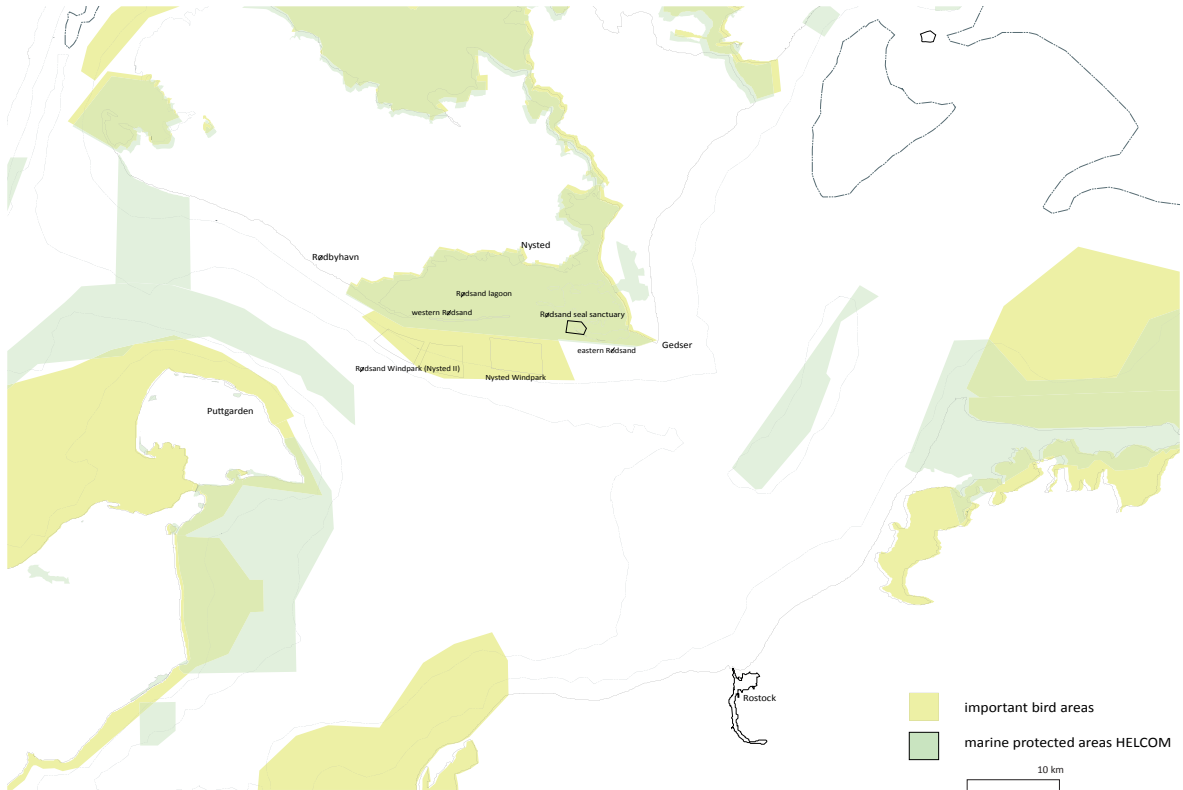 Nysted
Rødbyhavn
Rødsand lagoon
western Rødsand
Rødsand seal sanctuary
Gedser
eastern Rødsand
Rødsand Windpark (Nysted II)
Nysted Windpark
Puttgarden
Rostock
important bird areas
marine protected areas HELCOM
10 km